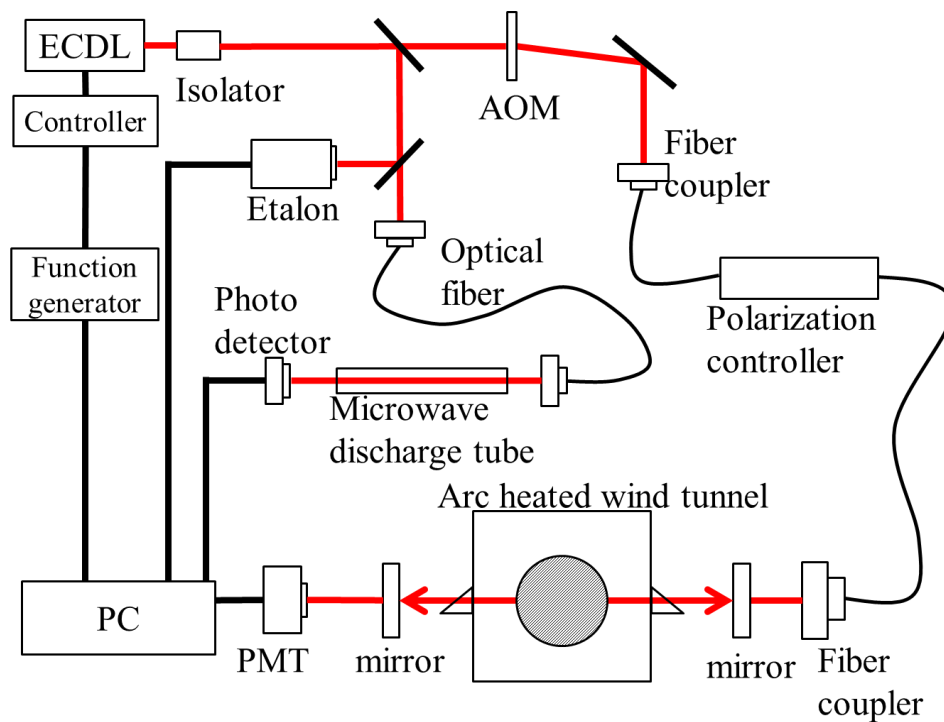 ECDL
Isolator
AOM
Controller
Fiber
coupler
Etalon
Function
generator
Optical
fiber
Photo
detector
Polarization
controller
Microwave
discharge tube
Arc heated wind tunnel
PC
PMT
mirror
mirror
Fiber
coupler